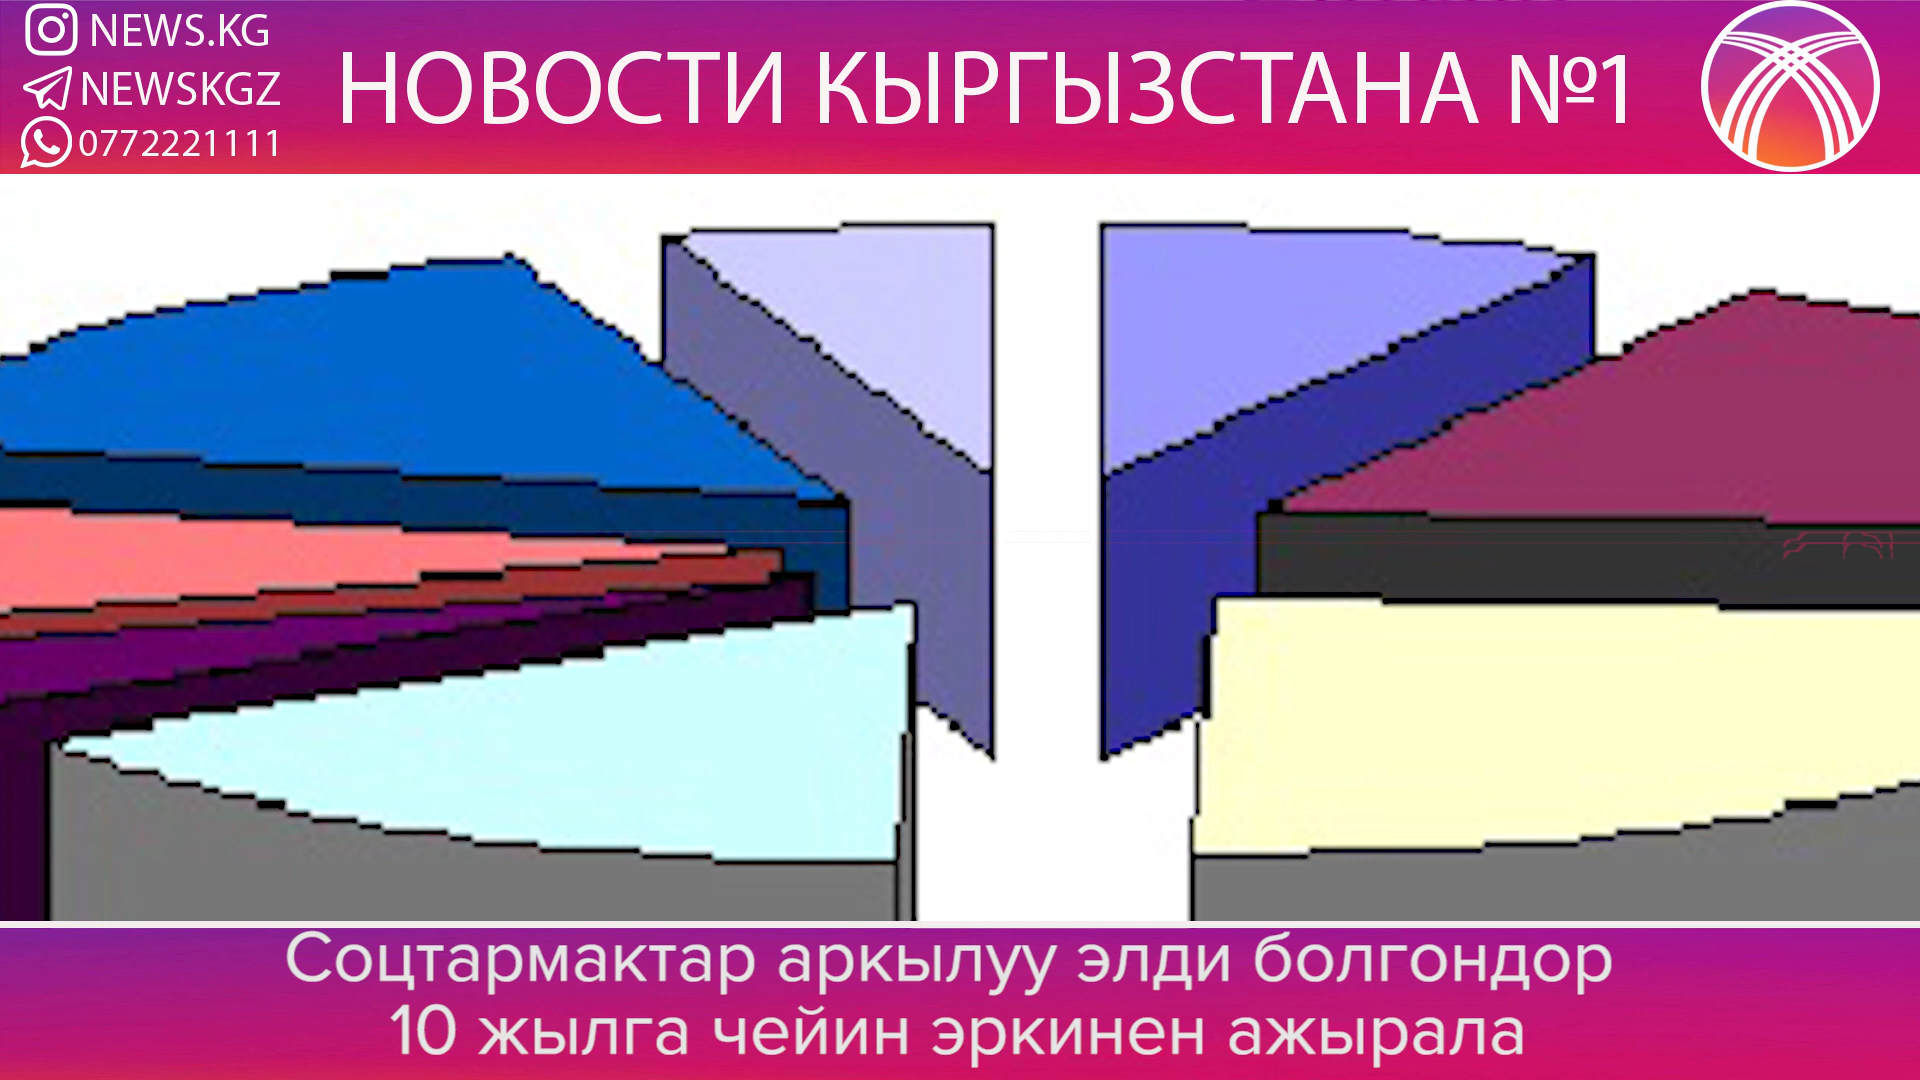 NEWS.KG
NEWSKGZ
0772221111
НОВОСТИ КЫРГЫЗСТАНА №1
Соцтармактар аркылуу элди болгондор
10 жылга чейин эркинен ажырала